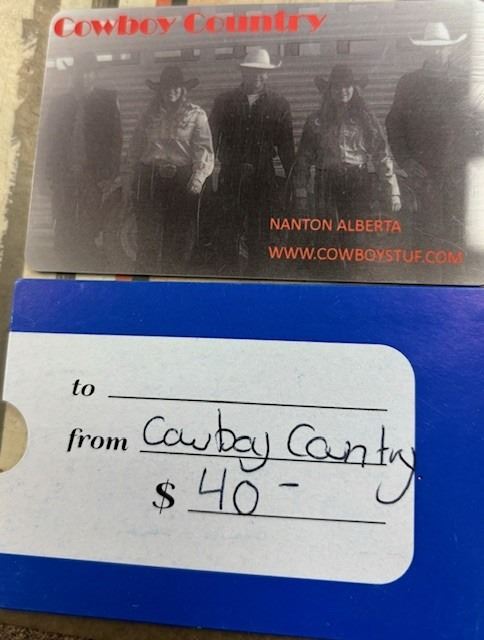 Cowboy Country
NANTON ALBERTA
WWW.COWBOYSTUF.COM
to
from Cowboy Country
$ 40 -